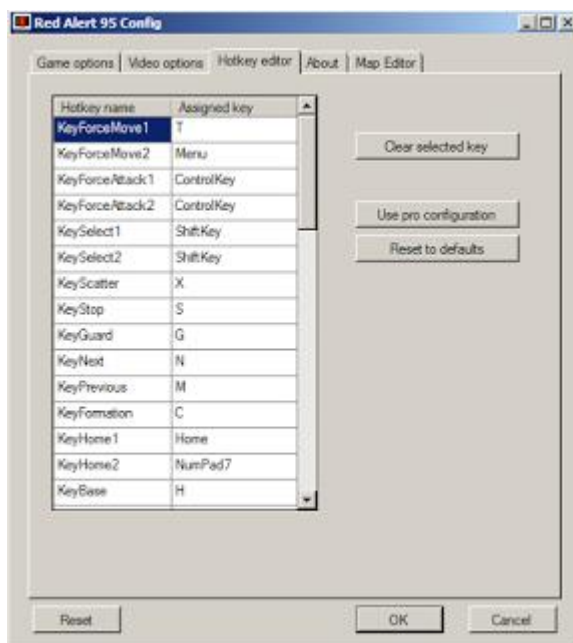 Red Alert 95 Config
Game options Video options Hotkey editor About Map Editor
Hotkey name Assigned key
KeyForceMove1 T
KeyForceMove2 Menu
KeyForceAttack1 ControlKey
KeyForceAttack2 ControlKey
KeySelect1 ShiftKey
KeySelect2 ShiftKey
KeyScatter X
KeyStop S
KeyGuard G
KeyNext N
KeyPrevious M
KeyFormation C
KeyHome1 Home
KeyHome2 NumPad7
KeyBase H
Clear selected key
Use pro configuration
Reset to defaults
Reset OK Cancel